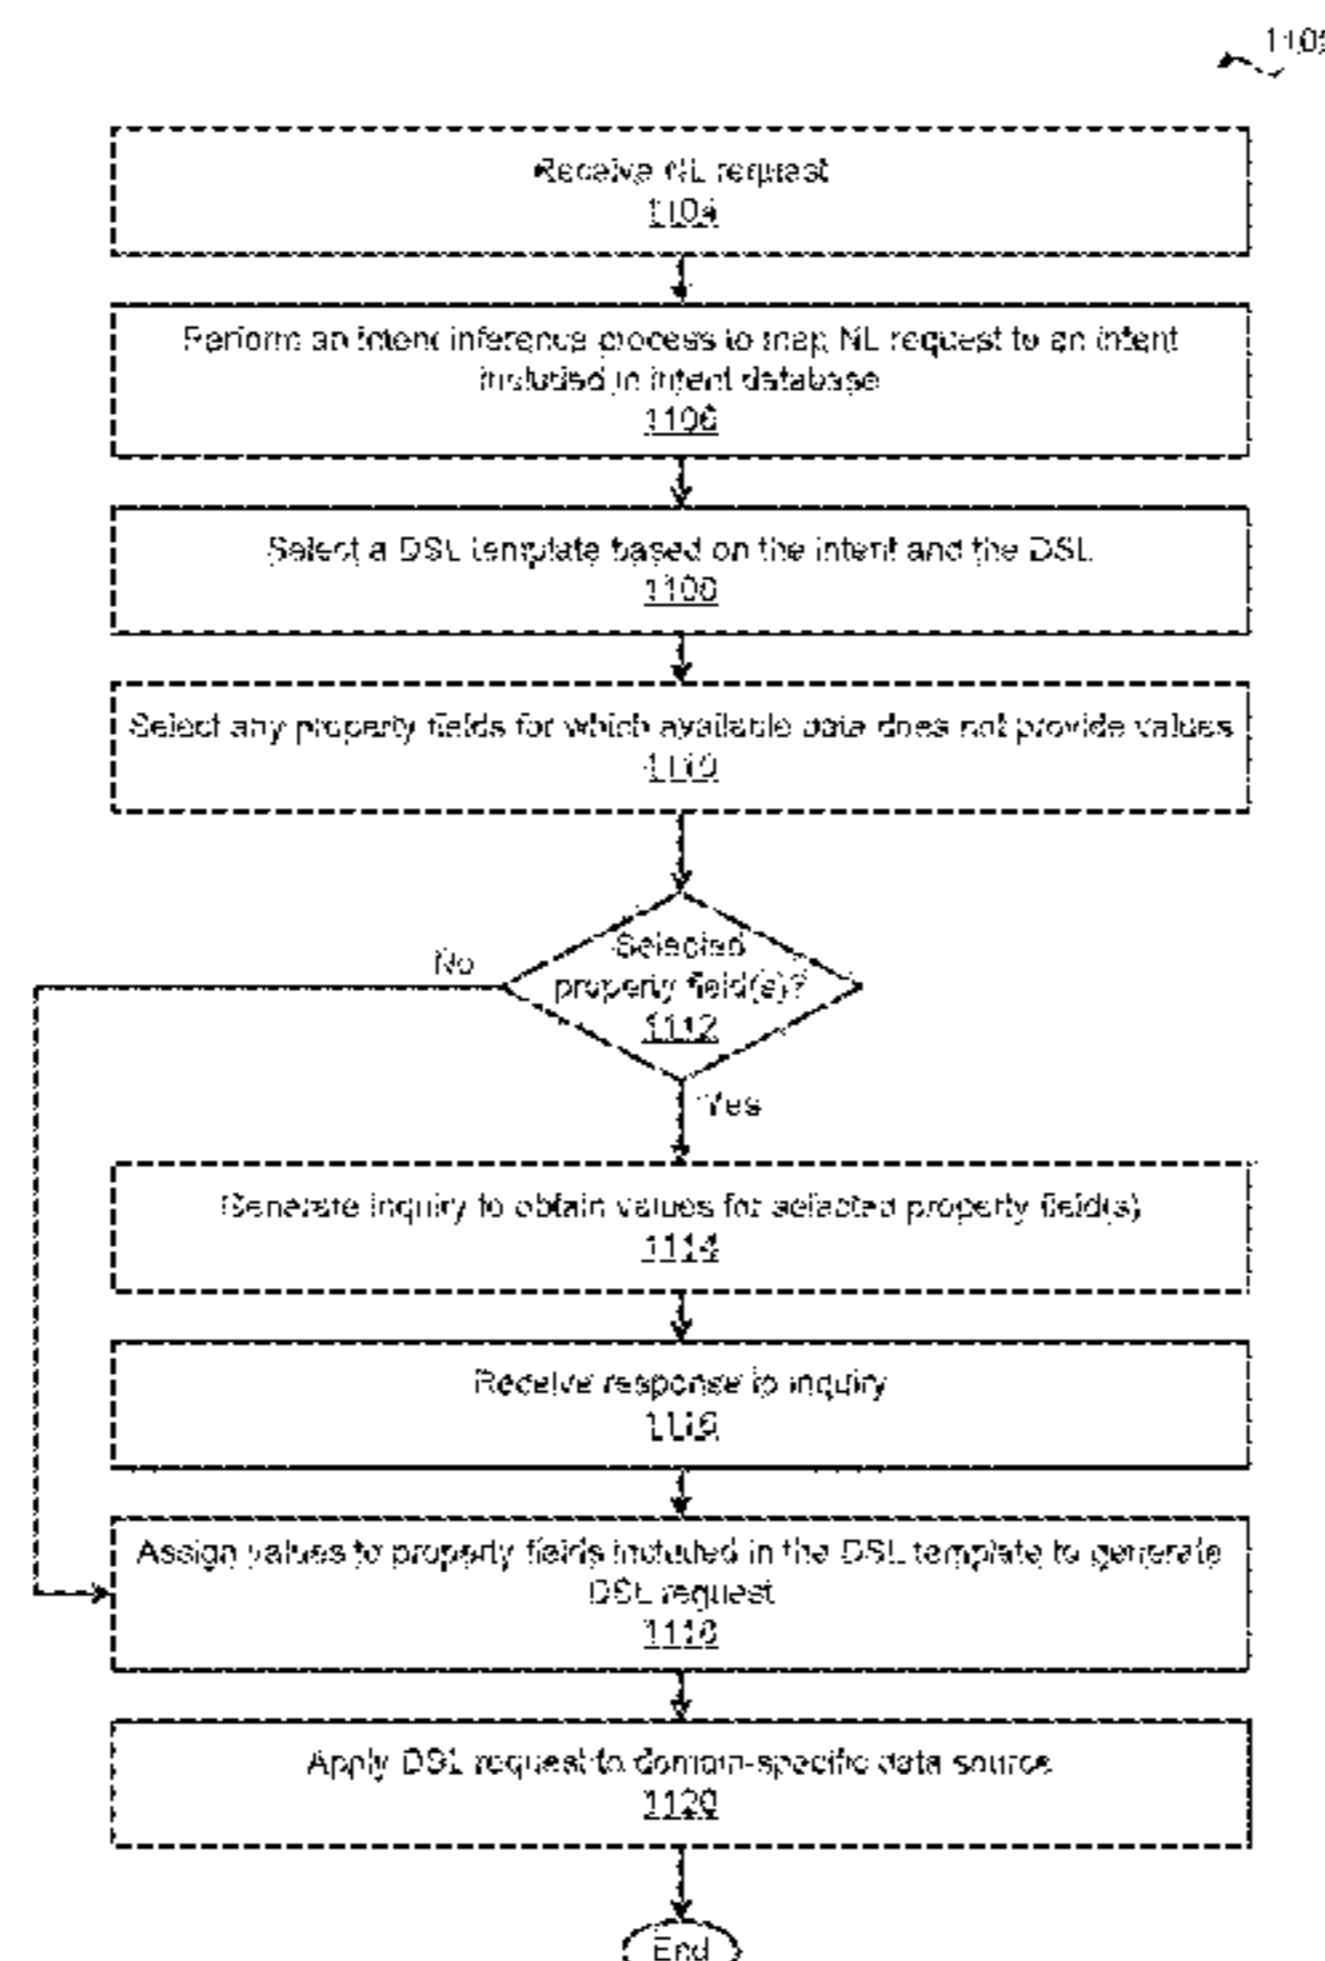 Receive NL request
1104
Perform an intent inference process to map NL request to an intent
included in intent database
1106
Select a DSL template based on the intent and the DSL
1108
Select any property fields for which available data does not provide values
1110
Selected
property field(s)?
1112
No
Yes
Generate inquiry to obtain values for selected property field(s)
1114
Receive response to inquiry
1116
Assign values to property fields included in the DSL template to generate
DSL request
1118
Apply DSL request to domain-specific data source
1120
End